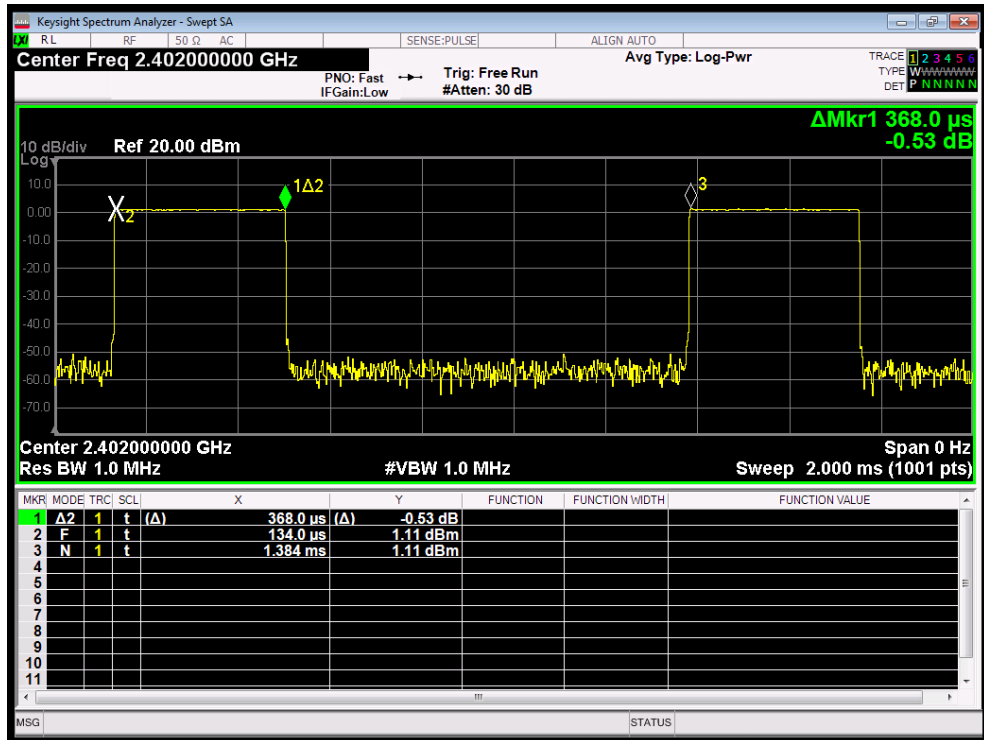 Keysight Spectrum Analyzer - Swept SA
LXI RL RF 50 Ω AC SENSE:PULSE ALIGN AUTO
Center Freq 2.402000000 GHz Avg Type: Log-Pwr TRACE 1 2 3 4 5 6
PNO: Fast Trig: Free Run TYPE WWWWWW
IFGain:Low #Atten: 30 dB DET P N N N N N
ΔMkr1 368.0 µs
10 dB/div Ref 20.00 dBm -0.53 dB
Log
10.0 1Δ2 3
0.00 2
-10.0
-20.0
-30.0
-40.0
-50.0
-60.0
-70.0
Center 2.402000000 GHz Span 0 Hz
Res BW 1.0 MHz #VBW 1.0 MHz Sweep 2.000 ms (1001 pts)
MKR MODE TRC SCL X Y FUNCTION FUNCTION WIDTH FUNCTION VALUE
1 Δ2 1 t (Δ) 368.0 µs (Δ) -0.53 dB
2 F 1 t 134.0 µs 1.11 dBm
3 N 1 t 1.384 ms 1.11 dBm
4
5
6
7
8
9
10
11
MSG STATUS